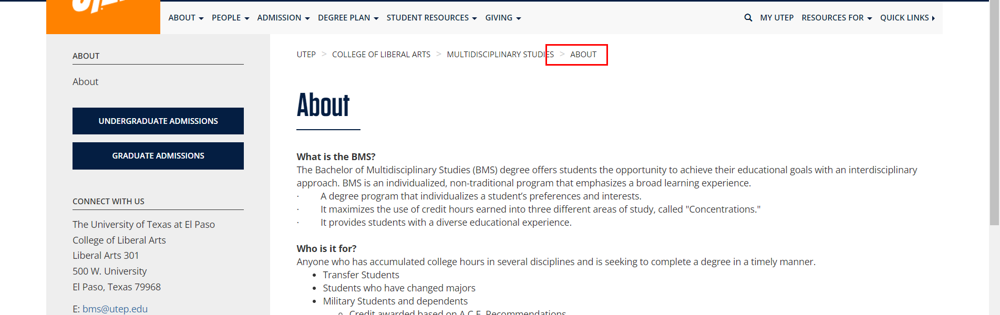 ABOUT PEOPLE ADMISSION DEGREE PLAN STUDENT RESOURCES GIVING MY UTEP RESOURCES FOR QUICK LINKS
ABOUT
About
UNDERGRADUATE ADMISSIONS
GRADUATE ADMISSIONS
CONNECT WITH US
The University of Texas at El Paso
College of Liberal Arts
Liberal Arts 301
500 W. University
El Paso, Texas 79968
E: bms@utep.edu
UTEP > COLLEGE OF LIBERAL ARTS > MULTIDISCIPLINARY STUDIES > ABOUT
About
What is the BMS?
The Bachelor of Multidisciplinary Studies (BMS) degree offers students the opportunity to achieve their educational goals with an interdisciplinary
approach. BMS is an individualized, non-traditional program that emphasizes a broad learning experience.
· A degree program that individualizes a student’s preferences and interests.
· It maximizes the use of credit hours earned into three different areas of study, called "Concentrations."
· It provides students with a diverse educational experience.
Who is it for?
Anyone who has accumulated college hours in several disciplines and is seeking to complete a degree in a timely manner.
• Transfer Students
• Students who have changed majors
• Military Students and dependents
◦ Credit awarded based on A.C.E. Recommendations